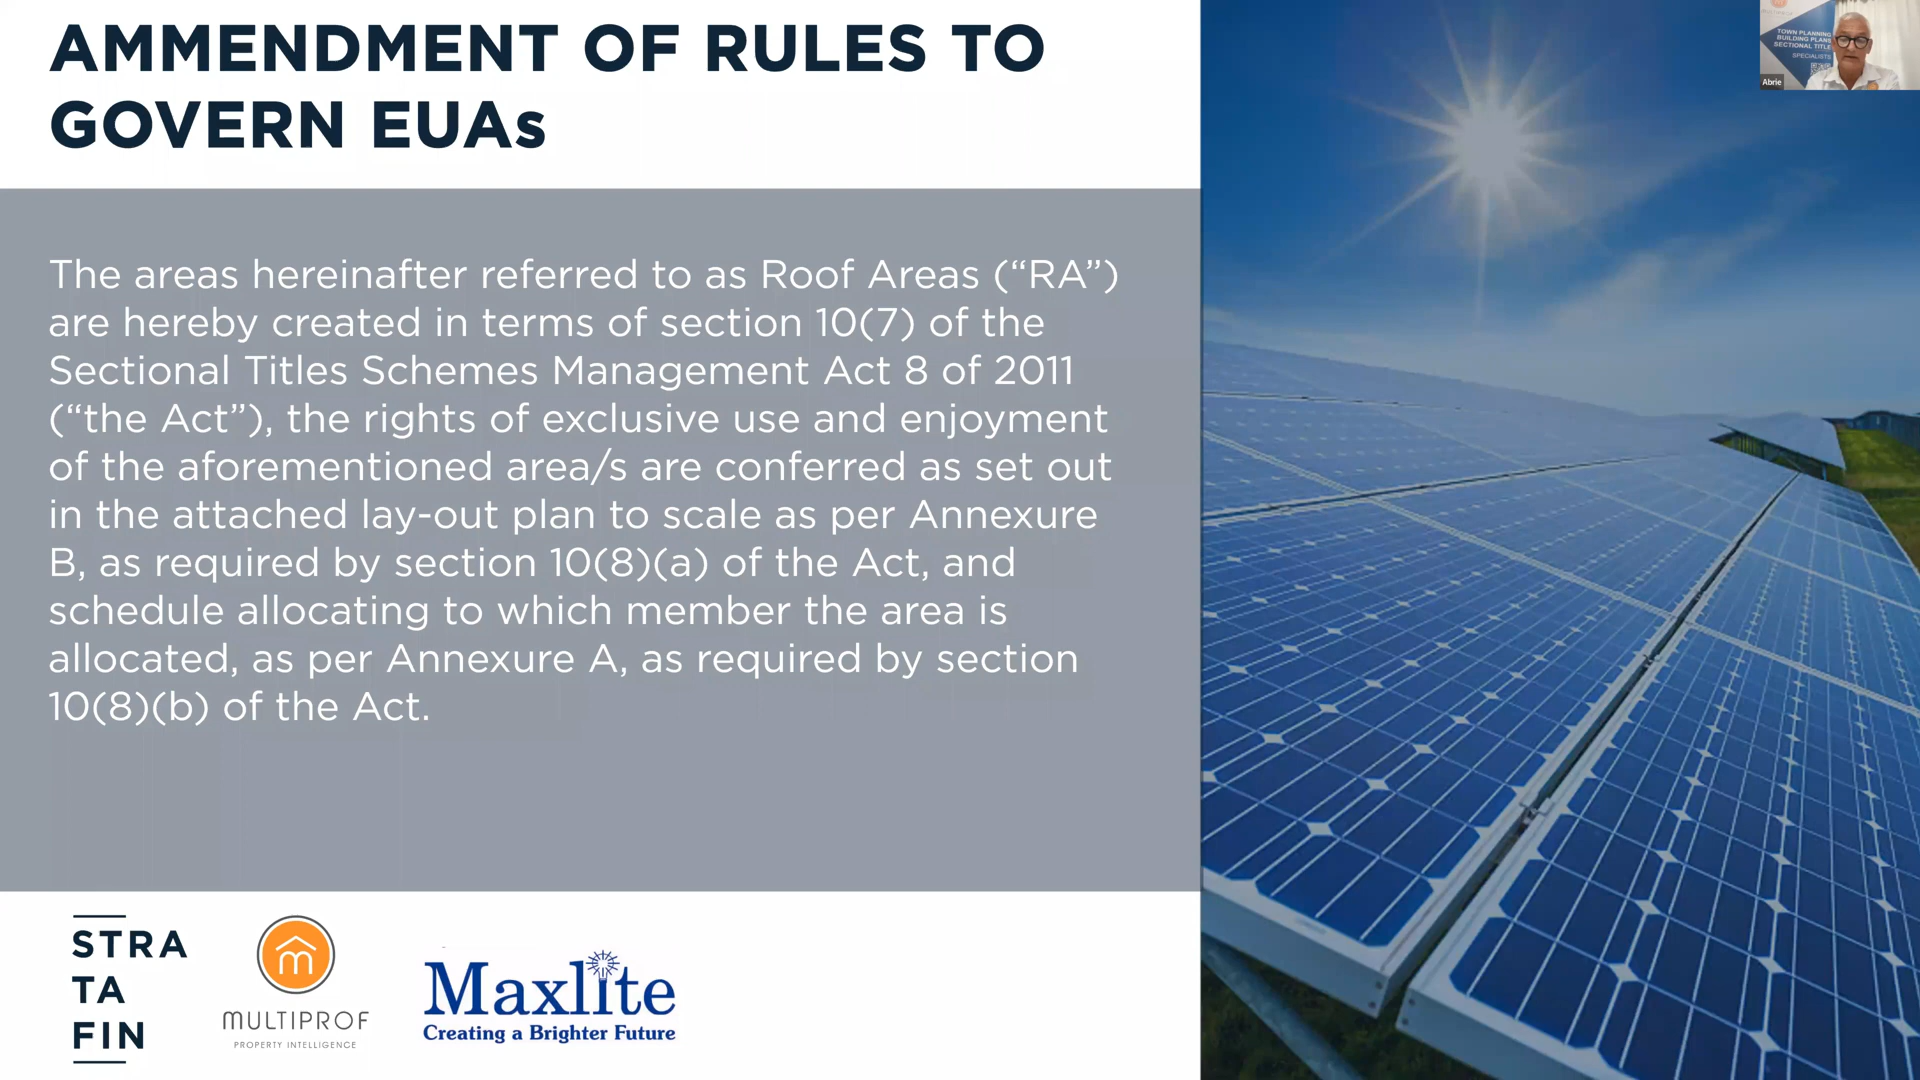 AMMENDMENT OF RULES TO
GOVERN EUAs
The areas hereinafter referred to as Roof Areas (“RA”)
are hereby created in terms of section 10(7) of the
Sectional Titles Schemes Management Act 8 of 2011
(“the Act”), the rights of exclusive use and enjoyment
of the aforementioned area/s are conferred as set out
in the attached lay-out plan to scale as per Annexure
B, as required by section 10(8)(a) of the Act, and
schedule allocating to which member the area is
allocated, as per Annexure A, as required by section
10(8)(b) of the Act.
TOWN PLANNING
BUILDING PLANS
SECTIONAL TITLE
SPECIALISTS
Abrie
STRA
TA
FIN
MULTIPROF
PROPERTY INTELLIGENCE
Maxlite
Creating a Brighter Future